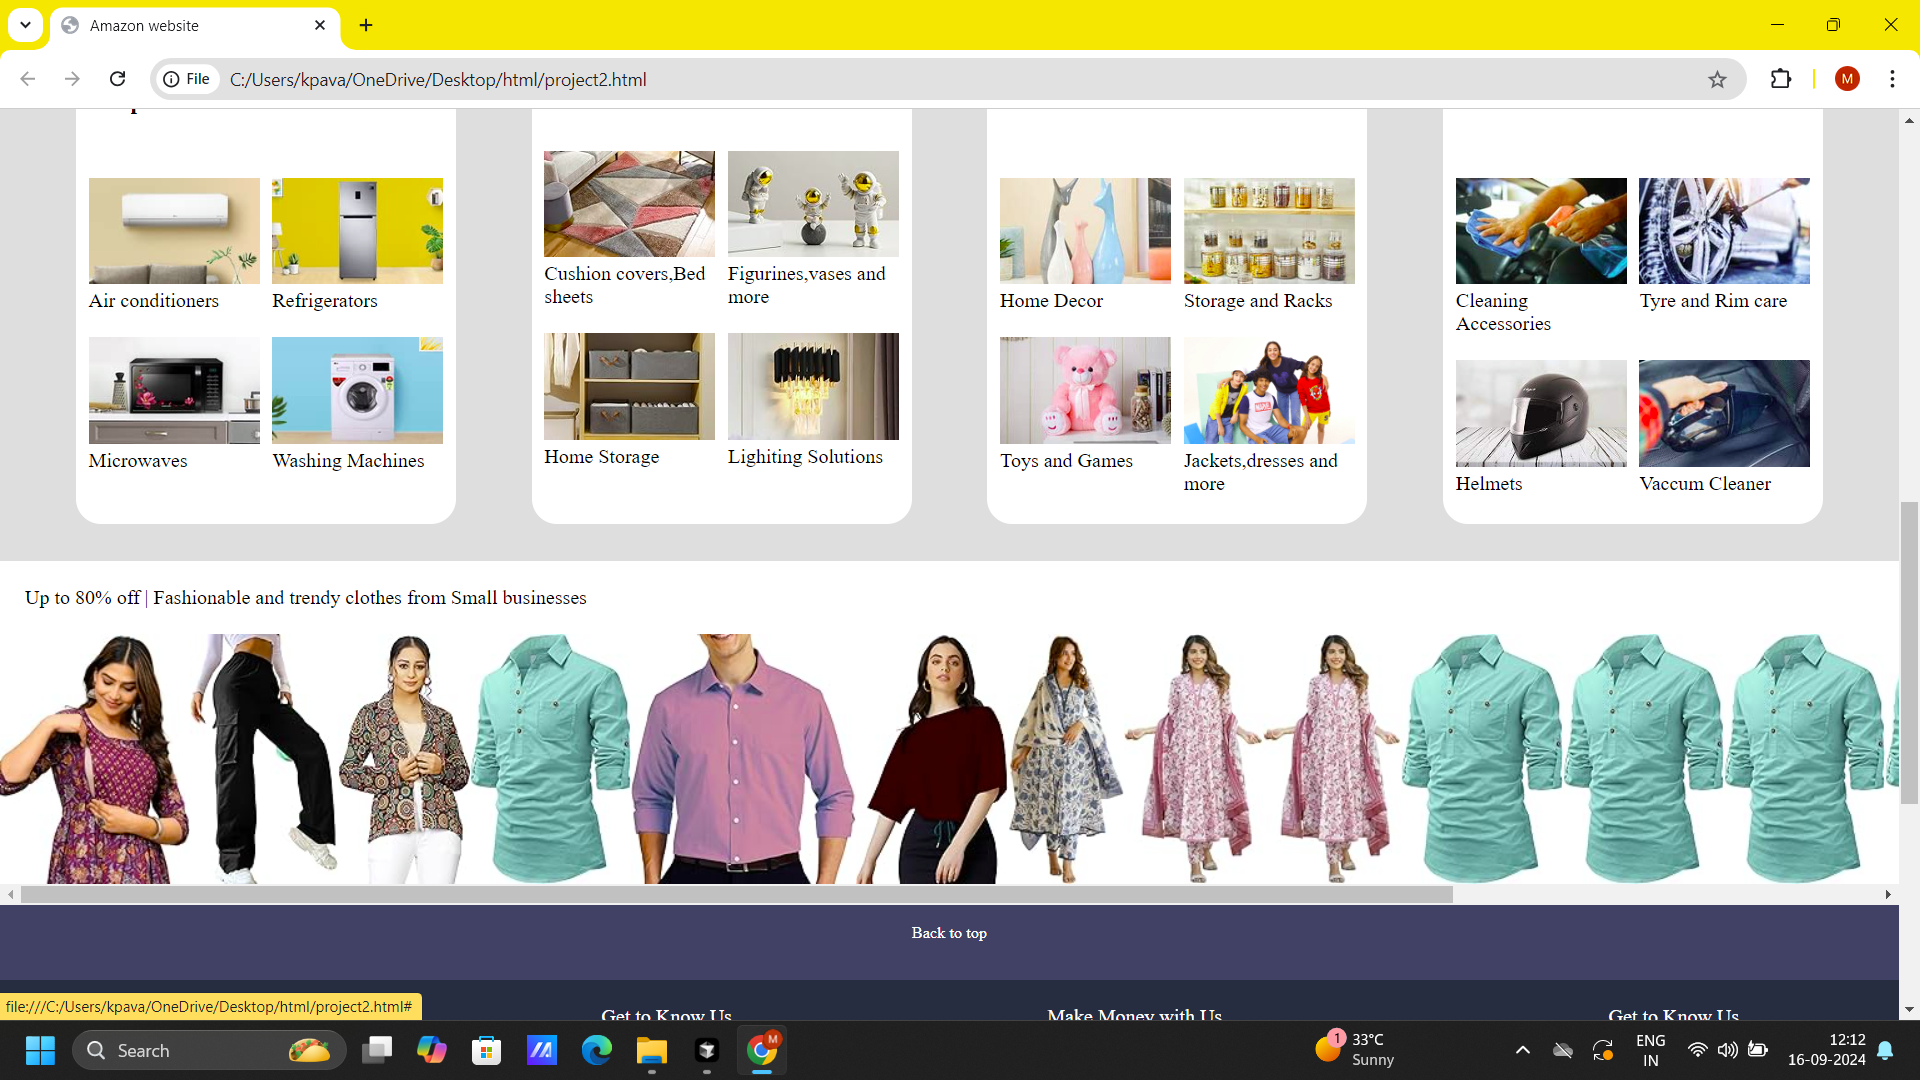 Amazon website
File
C:/Users/kpava/OneDrive/Desktop/html/project2.html
M
Air conditioners
Refrigerators
Microwaves
Washing Machines
Cushion covers,Bed
sheets
Figurines,vases and
more
Home Storage
Lighiting Solutions
Home Decor
Storage and Racks
Toys and Games
Jackets,dresses and
more
Cleaning
Accessories
Tyre and Rim care
Helmets
Vaccum Cleaner
Up to 80% off | Fashionable and trendy clothes from Small businesses
Back to top
Get to Know Us
Make Money with Us
Get to Know Us
file:///C:/Users/kpava/OneDrive/Desktop/html/project2.html#
Search
M
1
33°C
Sunny
ENG
IN
12:12
16-09-2024